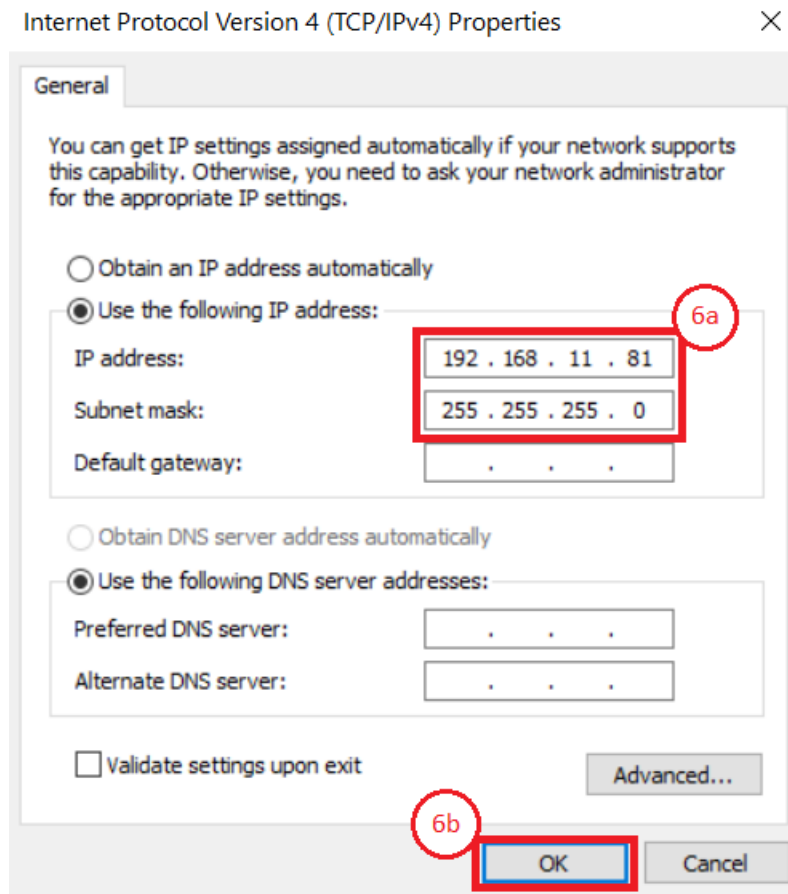 Internet Protocol Version 4 (TCP/IPv4) Properties
General
You can get IP settings assigned automatically if your network supports
this capability. Otherwise, you need to ask your network administrator
for the appropriate IP settings.
Obtain an IP address automatically
Use the following IP address:
6a
IP address: 192 . 168 . 11 . 81
Subnet mask: 255 . 255 . 255 . 0
Default gateway: . . .
Obtain DNS server address automatically
Use the following DNS server addresses:
Preferred DNS server: . . .
Alternate DNS server: . . .
Validate settings upon exit
Advanced...
6b
OK Cancel